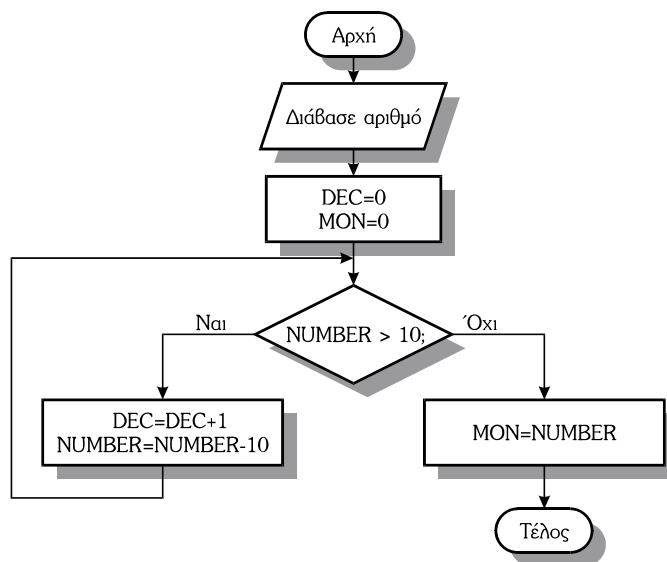 Αρχή
Διάβασε αριθμό
DEC=0
MON=0
Ναι
NUMBER > 10;
Όχι
DEC=DEC+1
NUMBER=NUMBER-10
MON=NUMBER
Τέλος